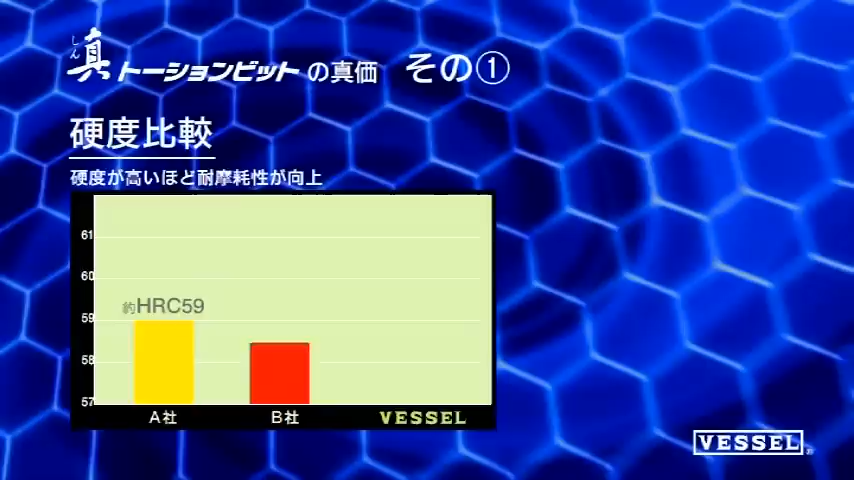 しん
真トーションビットの真価 その①
硬度比較
硬度が高いほど耐摩耗性が向上
61
60
約HRC59
59
58
57
A社 B社 VESSEL
VESSEL